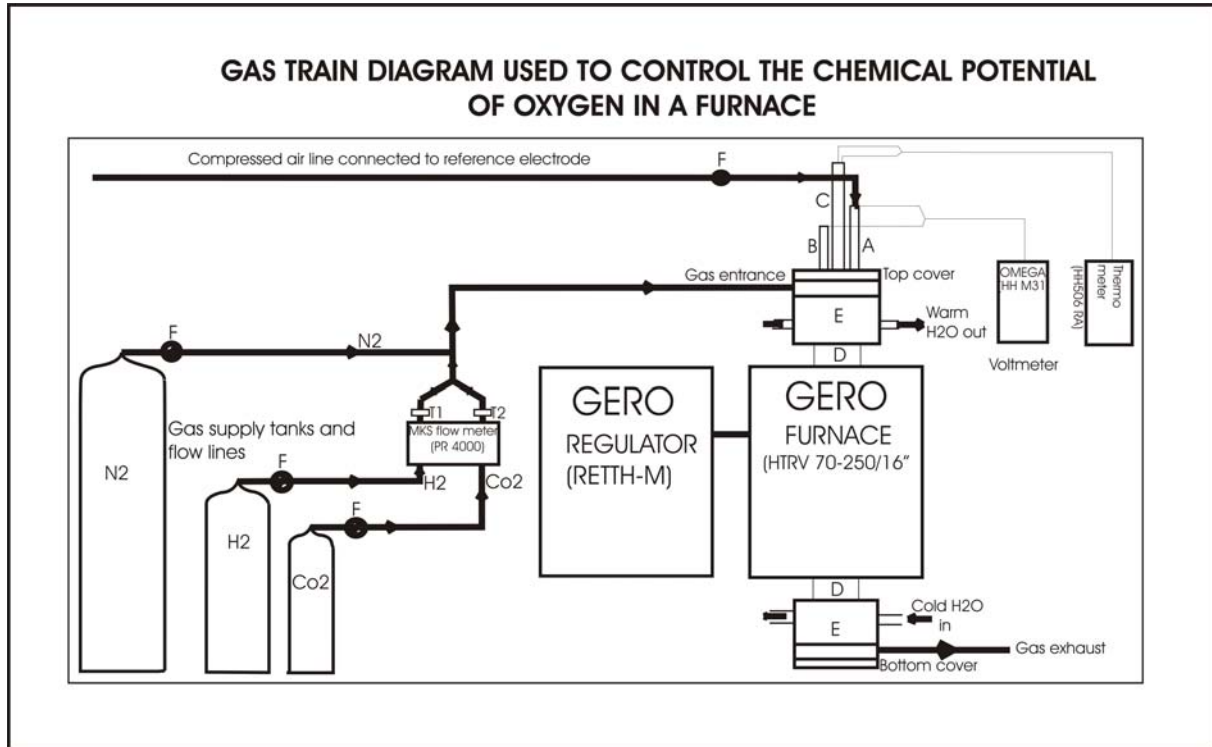 GAS TRAIN DIAGRAM USED TO CONTROL THE CHEMICAL POTENTIAL
OF OXYGEN IN A FURNACE
Compressed air line connected to reference electrode
F
C
B
A
Gas entrance
Top cover
OMEGA
HH M31
Thermo
meter
(HH506 RA)
E
Warm
H2O out
F
N2
D
Voltmeter
GERO
REGULATOR
(RETTH-M)
GERO
FURNACE
(HTRV 70-250/16"
T1
T2
MKS flow meter
(PR 4000)
Gas supply tanks and
flow lines
N2
F
H2
Co2
F
H2
Co2
D
E
Cold H2O
in
Gas exhaust
Bottom cover